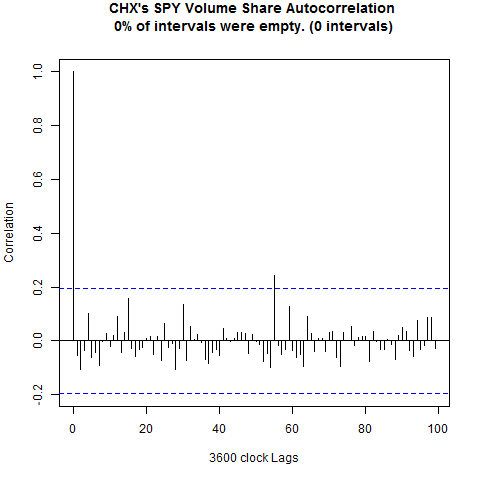 CHX's SPY Volume Share Autocorrelation
0% of intervals were empty. (0 intervals)
Correlation
1.0
0.8
0.6
0.4
0.2
0.0
-0.2
0 20 40 60 80 100
3600 clock Lags